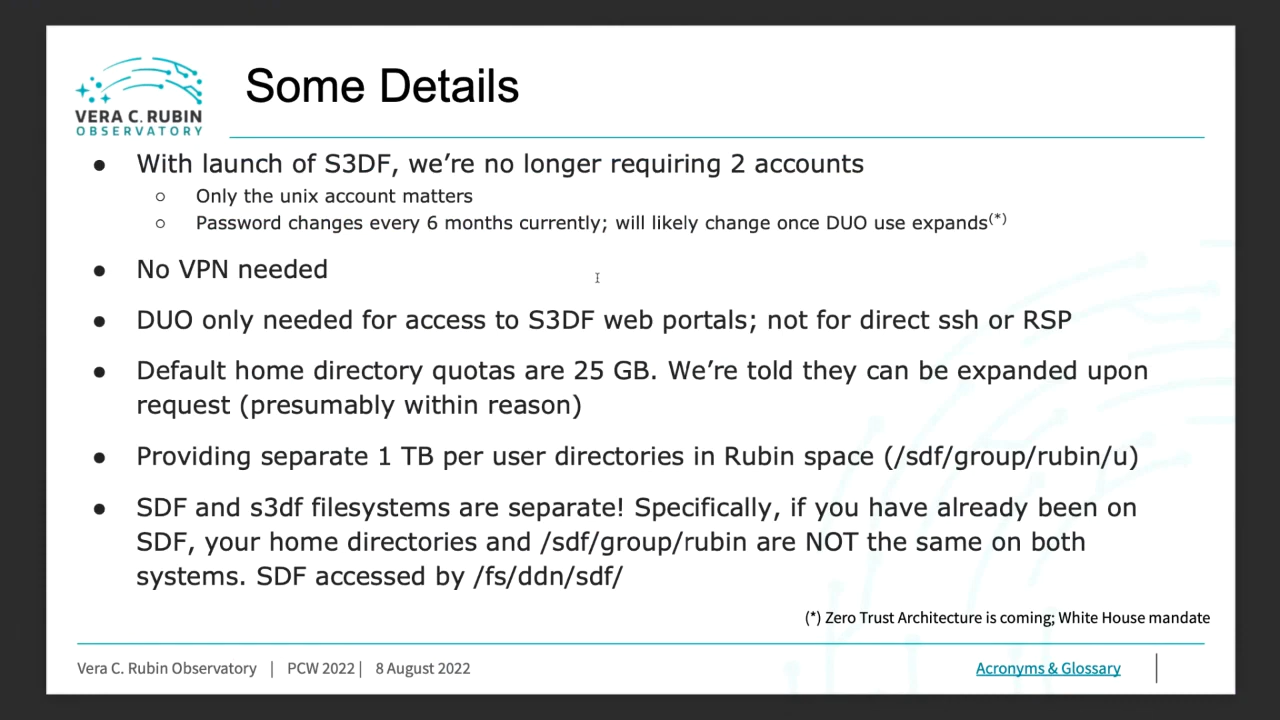 VERA C. RUBIN
OBSERVATORY
Some Details
● With launch of S3DF, we’re no longer requiring 2 accounts
○ Only the unix account matters
○ Password changes every 6 months currently; will likely change once DUO use expands(*)
● No VPN needed
● DUO only needed for access to S3DF web portals; not for direct ssh or RSP
● Default home directory quotas are 25 GB. We’re told they can be expanded upon
request (presumably within reason)
● Providing separate 1 TB per user directories in Rubin space (/sdf/group/rubin/u)
● SDF and s3df filesystems are separate! Specifically, if you have already been on
SDF, your home directories and /sdf/group/rubin are NOT the same on both
systems. SDF accessed by /fs/ddn/sdf/
(*) Zero Trust Architecture is coming; White House mandate
Vera C. Rubin Observatory | PCW 2022 | 8 August 2022
Acronyms & Glossary